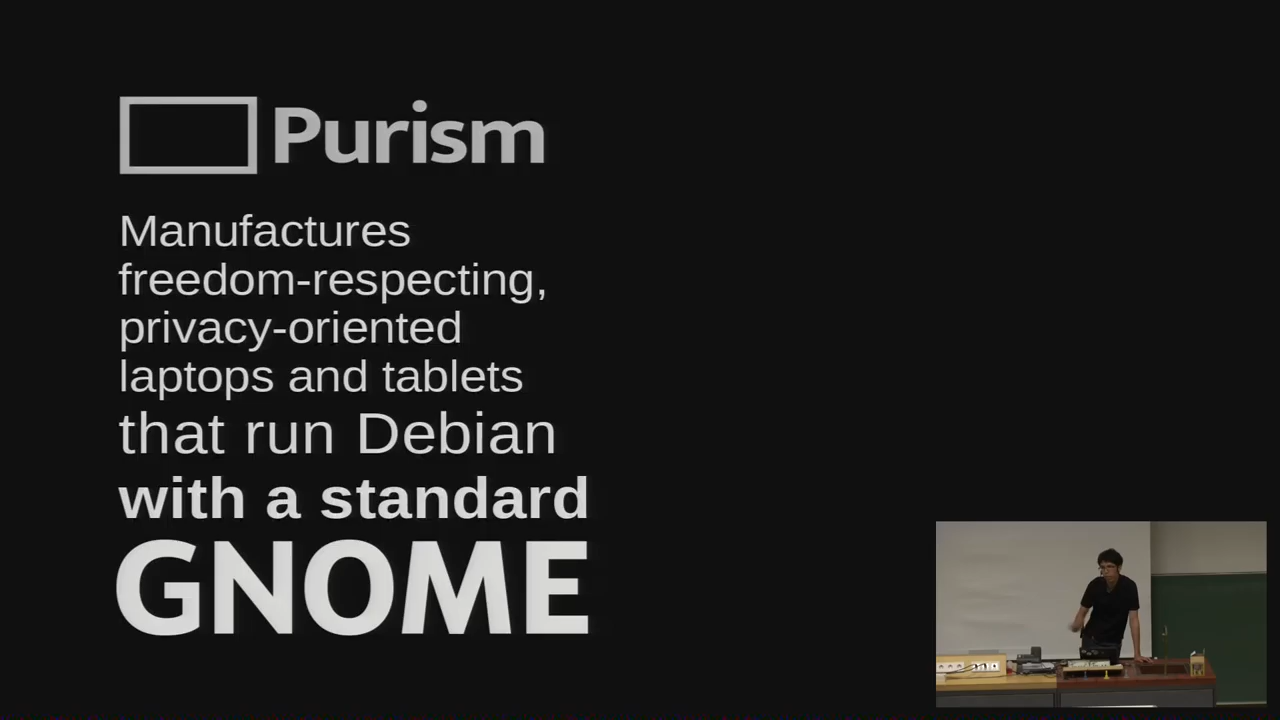 Purism
Manufactures
freedom-respecting,
privacy-oriented
laptops and tablets
that run Debian
with a standard
GNOME